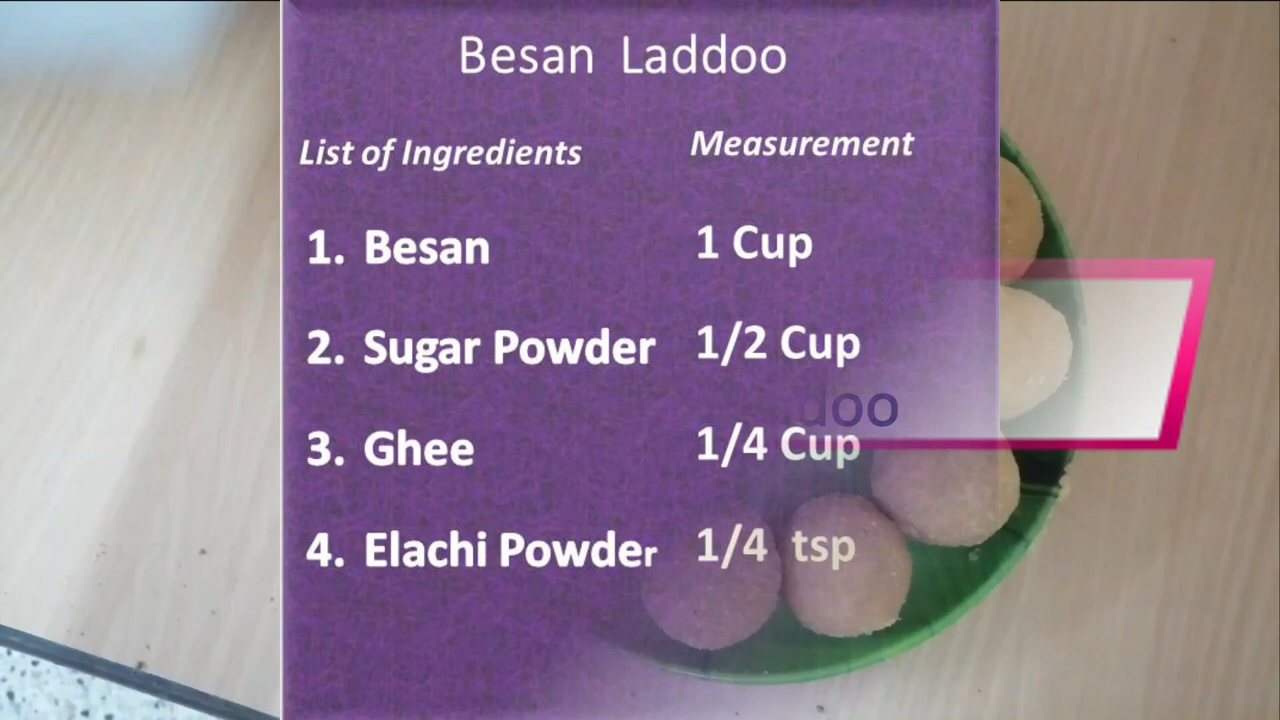 Besan Laddoo
List of Ingredients Measurement
1. Besan 1 Cup
2. Sugar Powder 1/2 Cup
doo
3. Ghee 1/4 Cup
4. Elachi Powder 1/4 tsp